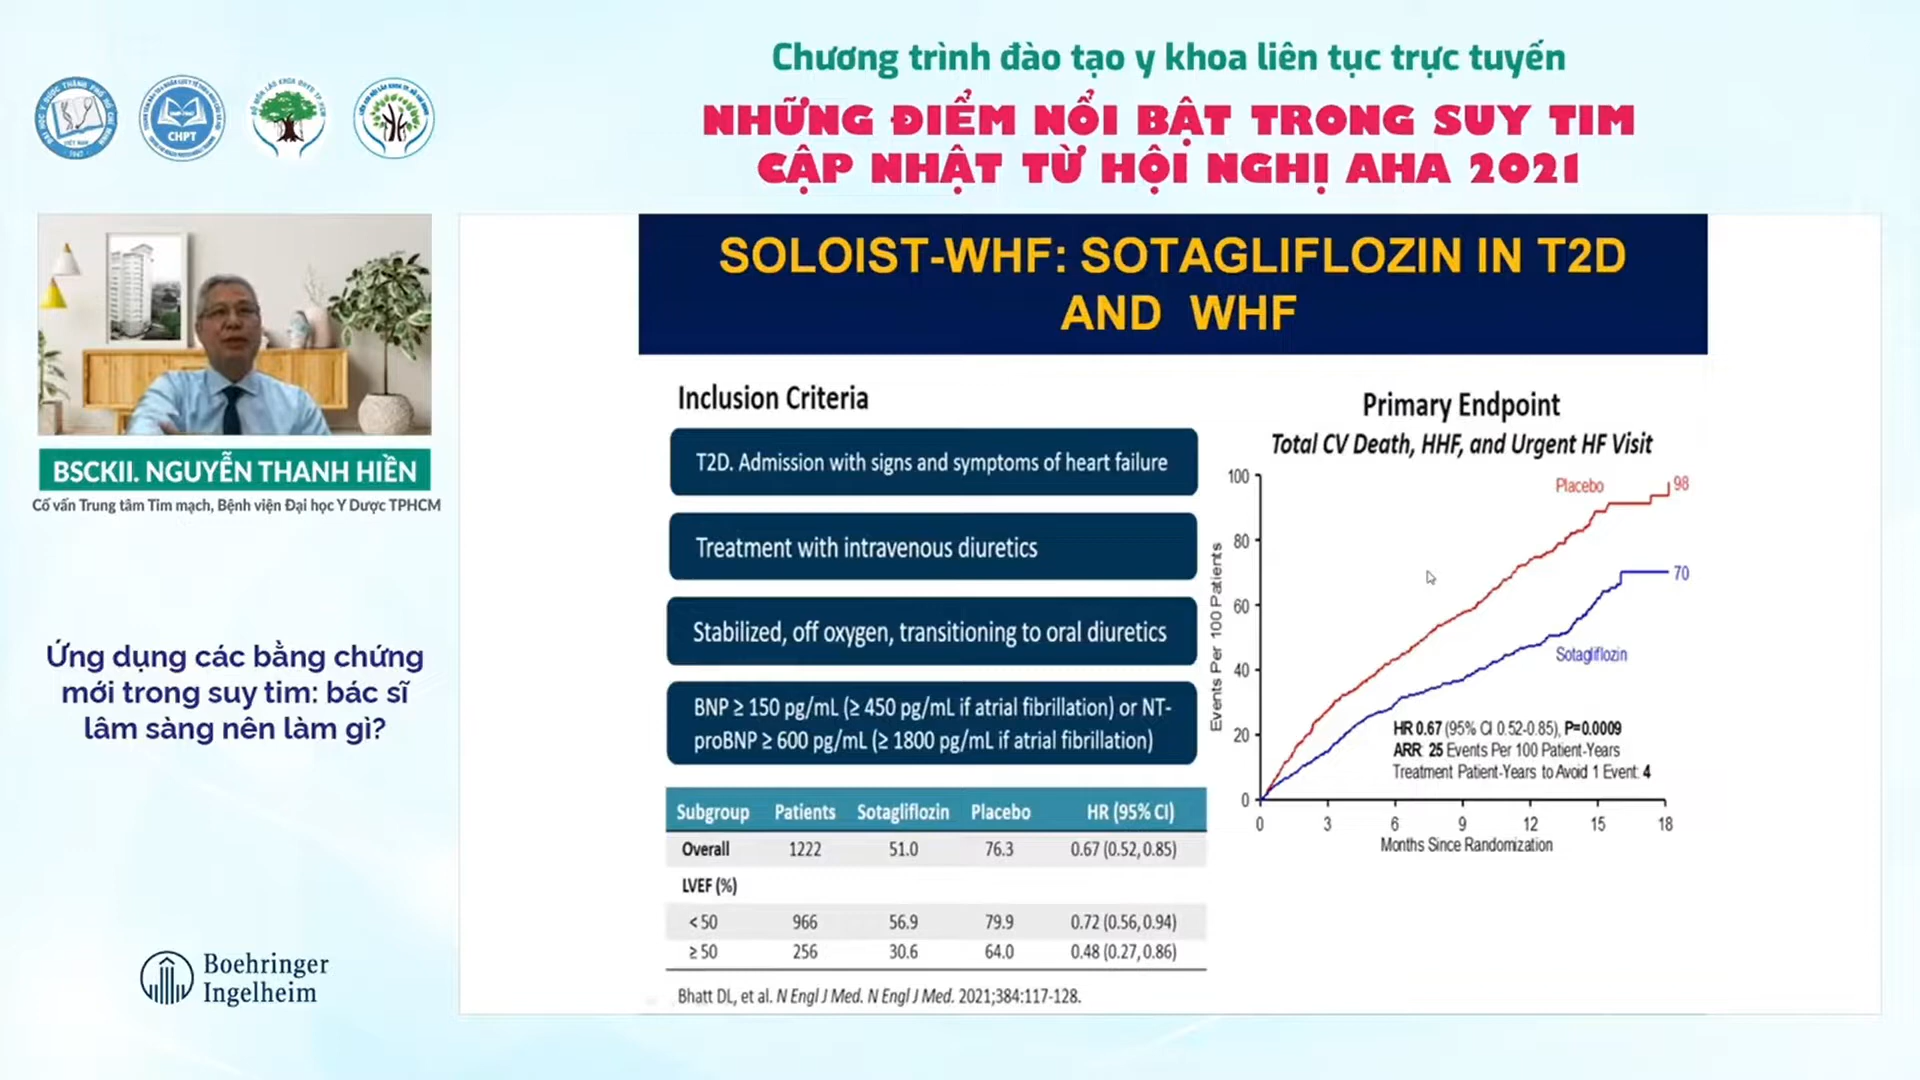 Chương trình đào tạo y khoa liên tục trực tuyến
NHỮNG ĐIỂM NỔI BẬT TRONG SUY TIM
CẬP NHẬT TỪ HỘI NGHỊ AHA 2021
CHPT
BSCKII. NGUYỄN THANH HIỀN
Cố vấn Trung tâm Tim mạch, Bệnh viện Đại học Y Dược TPHCM
Ứng dụng các bằng chứng
mới trong suy tim: bác sĩ
lâm sàng nên làm gì?
Boehringer
Ingelheim
SOLOIST-WHF: SOTAGLIFLOZIN IN T2D
AND WHF
Inclusion Criteria
T2D. Admission with signs and symptoms of heart failure
Treatment with intravenous diuretics
Stabilized, off oxygen, transitioning to oral diuretics
BNP ≥ 150 pg/mL (≥ 450 pg/mL if atrial fibrillation) or NT-
proBNP ≥ 600 pg/mL (≥ 1800 pg/mL if atrial fibrillation)
Subgroup Patients Sotagliflozin Placebo HR (95% CI)
Overall 1222 51.0 76.3 0.67 (0.52, 0.85)
LVEF (%)
< 50 966 56.9 79.9 0.72 (0.56, 0.94)
≥ 50 256 30.6 64.0 0.48 (0.27, 0.86)
Bhatt DL, et al. N Engl J Med. N Engl J Med. 2021;384:117-128.
Primary Endpoint
Total CV Death, HHF, and Urgent HF Visit
Events Per 100 Patients
100
80
60
40
20
0
Placebo 98
70
Sotagliflozin
HR 0.67 (95% CI 0.52-0.85), P=0.0009
ARR: 25 Events Per 100 Patient-Years
Treatment Patient-Years to Avoid 1 Event: 4
0 3 6 9 12 15 18
Months Since Randomization